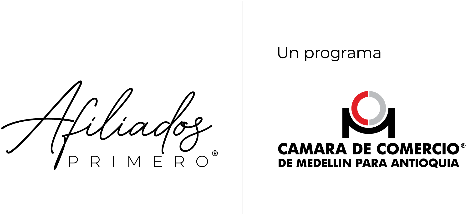 Afiliados
PRIMERO®
Un programa
CAMARA DE COMERCIO®
DE MEDELLIN PARA ANTIOQUIA